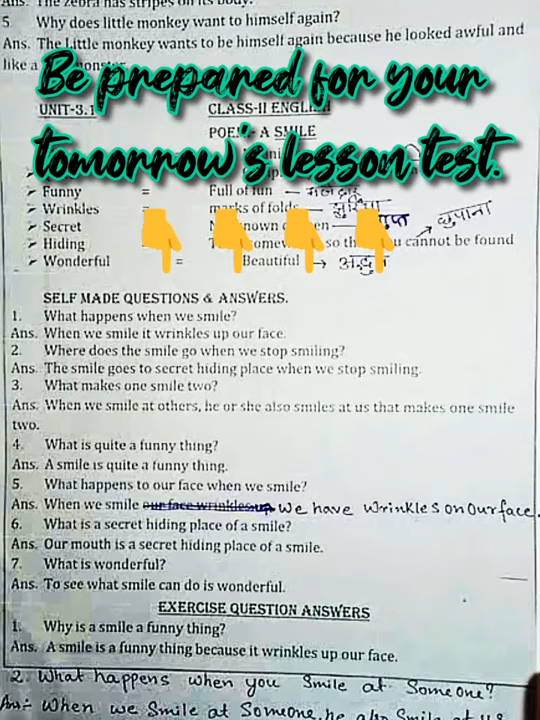 Ans. The zebra has stripes on its body.
5. Why does little monkey want to himself again?
Ans. The Little monkey wants to be himself again because he looked awful and
like a monster.
Be prepared for your
UNIT-3.1 CLASS-II ENGLISH
POEM- A SMILE
tomorrow's lesson test.
➢ Funny = Full of fun —
➢ Wrinkles = marks of folds —
➢ Secret known — गुप्त → छुपाना
➢ Hiding so cannot be found
➢ Wonderful = Beautiful →
SELF MADE QUESTIONS & ANSWERS.
1. What happens when we smile?
Ans. When we smile it wrinkles up our face.
2. Where does the smile go when we stop smiling?
Ans. The smile goes to secret hiding place when we stop smiling.
3. What makes one smile two?
Ans. When we smile at others, he or she also smiles at us that makes one smile
two.
4. What is quite a funny thing?
Ans. A smile is quite a funny thing.
5. What happens to our face when we smile?
Ans. When we smile our face wrinkles up we have wrinkles on our face.
6. What is a secret hiding place of a smile?
Ans. Our mouth is a secret hiding place of a smile.
7. What is wonderful?
Ans. To see what smile can do is wonderful.
EXERCISE QUESTION ANSWERS
1. Why is a smile a funny thing?
Ans. A smile is a funny thing because it wrinkles up our face.
2. What happens when you smile at someone?
Ans:- When we smile at someone, he also smile at us